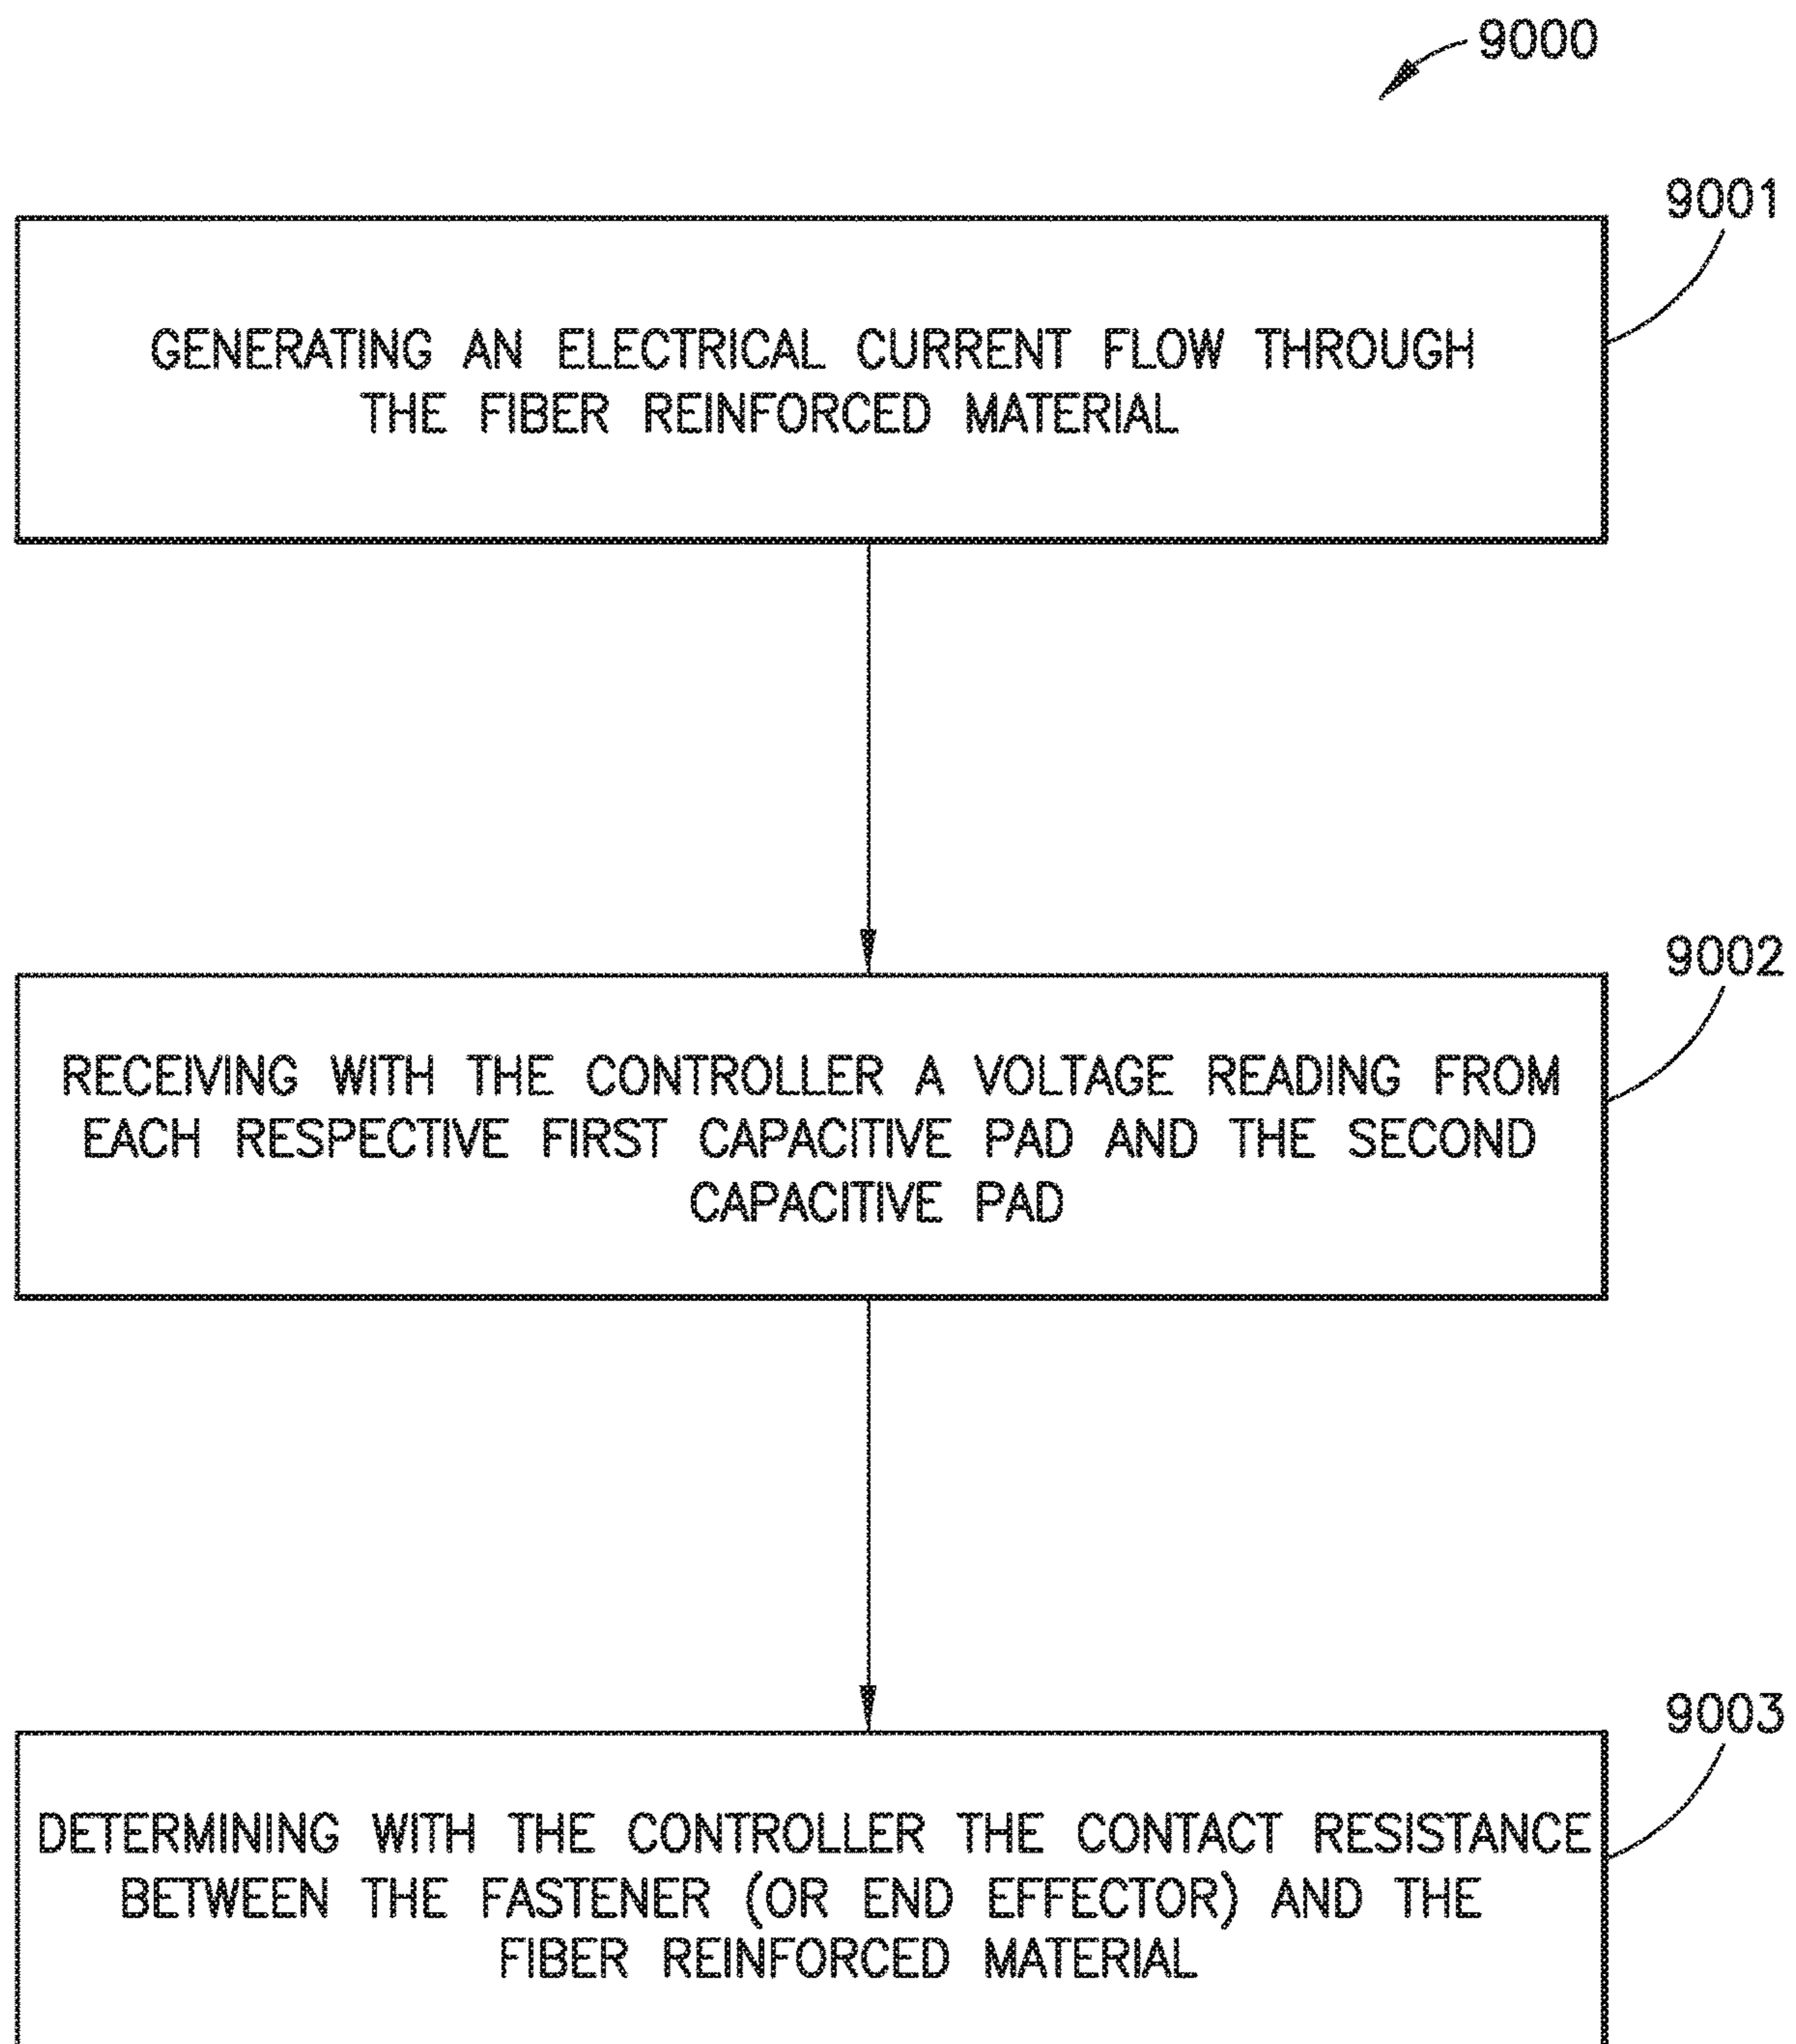 9000
9001
GENERATING AN ELECTRICAL CURRENT FLOW THROUGH
THE FIBER REINFORCED MATERIAL
9002
RECEIVING WITH THE CONTROLLER A VOLTAGE READING FROM
EACH RESPECTIVE FIRST CAPACITIVE PAD AND THE SECOND
CAPACITIVE PAD
9003
DETERMINING WITH THE CONTROLLER THE CONTACT RESISTANCE
BETWEEN THE FASTENER (OR END EFFECTOR) AND THE
FIBER REINFORCED MATERIAL